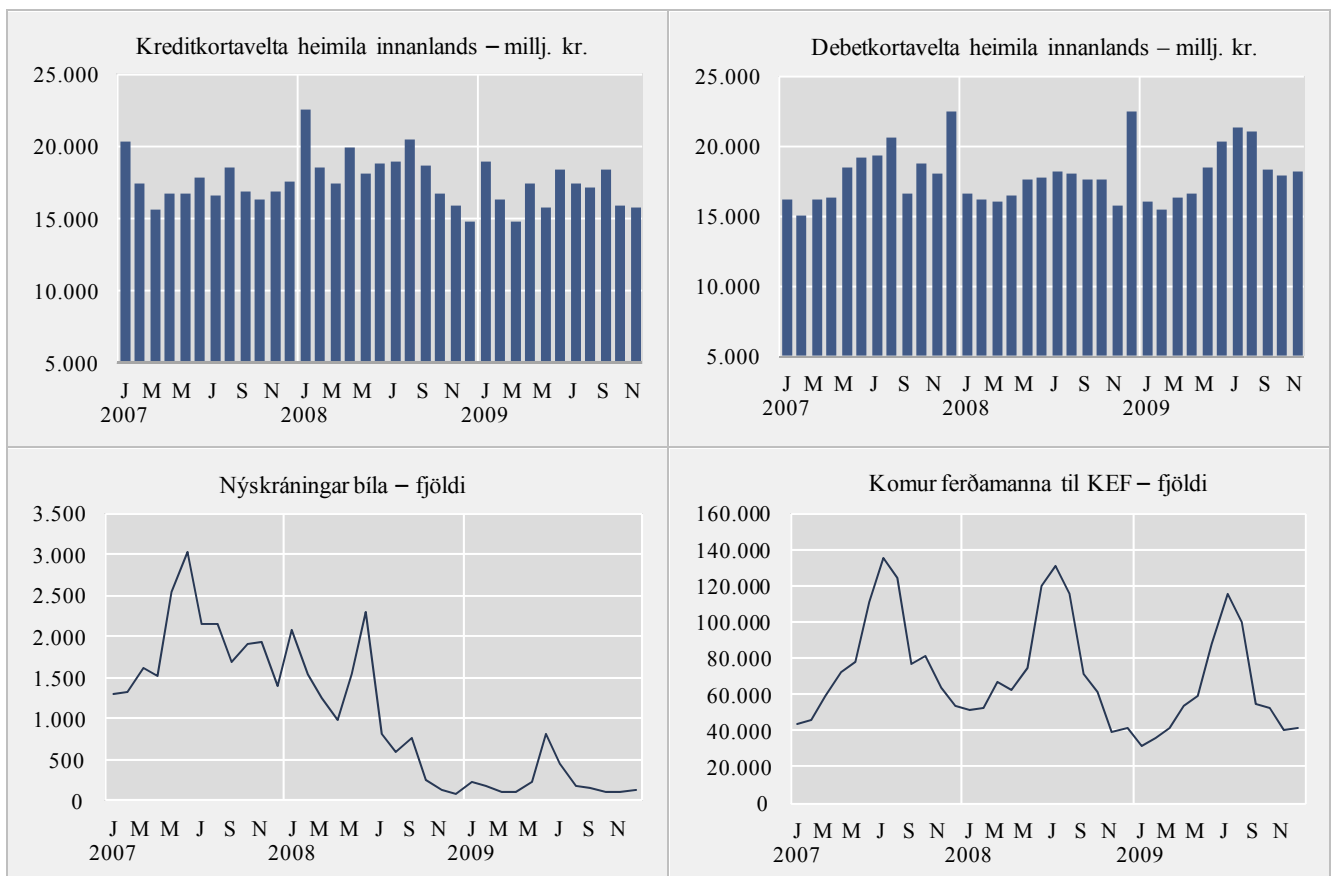 Kreditkortavelta heimila innanlands – millj. kr.
25.000
20.000
15.000
10.000
5.000
J M M J S N J M M J S N J M M J S N
2007 2008 2009
Debetkortavelta heimila innanlands – millj. kr.
25.000
20.000
15.000
10.000
5.000
J M M J S N J M M J S N J M M J S N
2007 2008 2009
Nýskráningar bíla – fjöldi
3.500
3.000
2.500
2.000
1.500
1.000
500
0
J M M J S N J M M J S N J M M J S N
2007 2008 2009
Komur ferðamanna til KEF – fjöldi
160.000
140.000
120.000
100.000
80.000
60.000
40.000
20.000
0
J M M J S N J M M J S N J M M J S N
2007 2008 2009